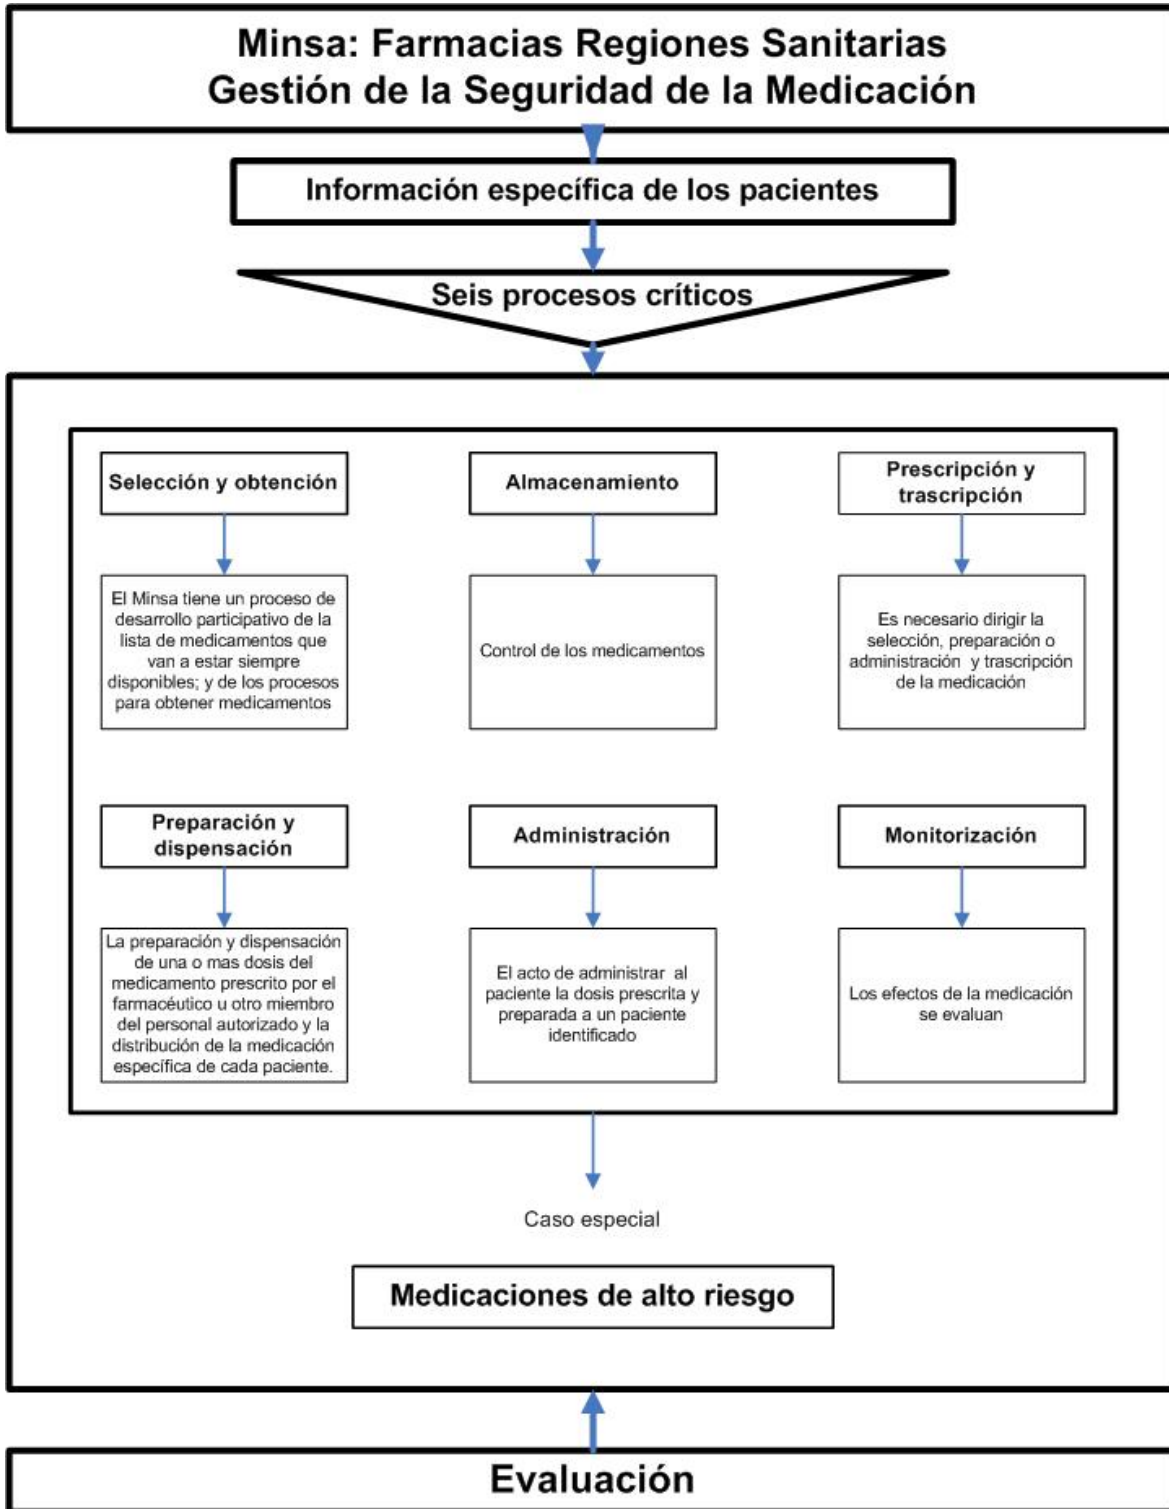 Minsa: Farmacias Regiones Sanitarias
Gestión de la Seguridad de la Medicación
Información específica de los pacientes
Seis procesos críticos
Selección y obtención
El Minsa tiene un proceso de
desarrollo participativo de la
lista de medicamentos que
van a estar siempre
disponibles; y de los procesos
para obtener medicamentos
Almacenamiento
Control de los medicamentos
Prescripción y
trascripción
Es necesario dirigir la
selección, preparación o
administración y trascripción
de la medicación
Preparación y
dispensación
La preparación y dispensación
de una o mas dosis del
medicamento prescrito por el
farmacéutico u otro miembro
del personal autorizado y la
distribución de la medicación
específica de cada paciente.
Administración
El acto de administrar al
paciente la dosis prescrita y
preparada a un paciente
identificado
Monitorización
Los efectos de la medicación
se evaluan
Caso especial
Medicaciones de alto riesgo
Evaluación